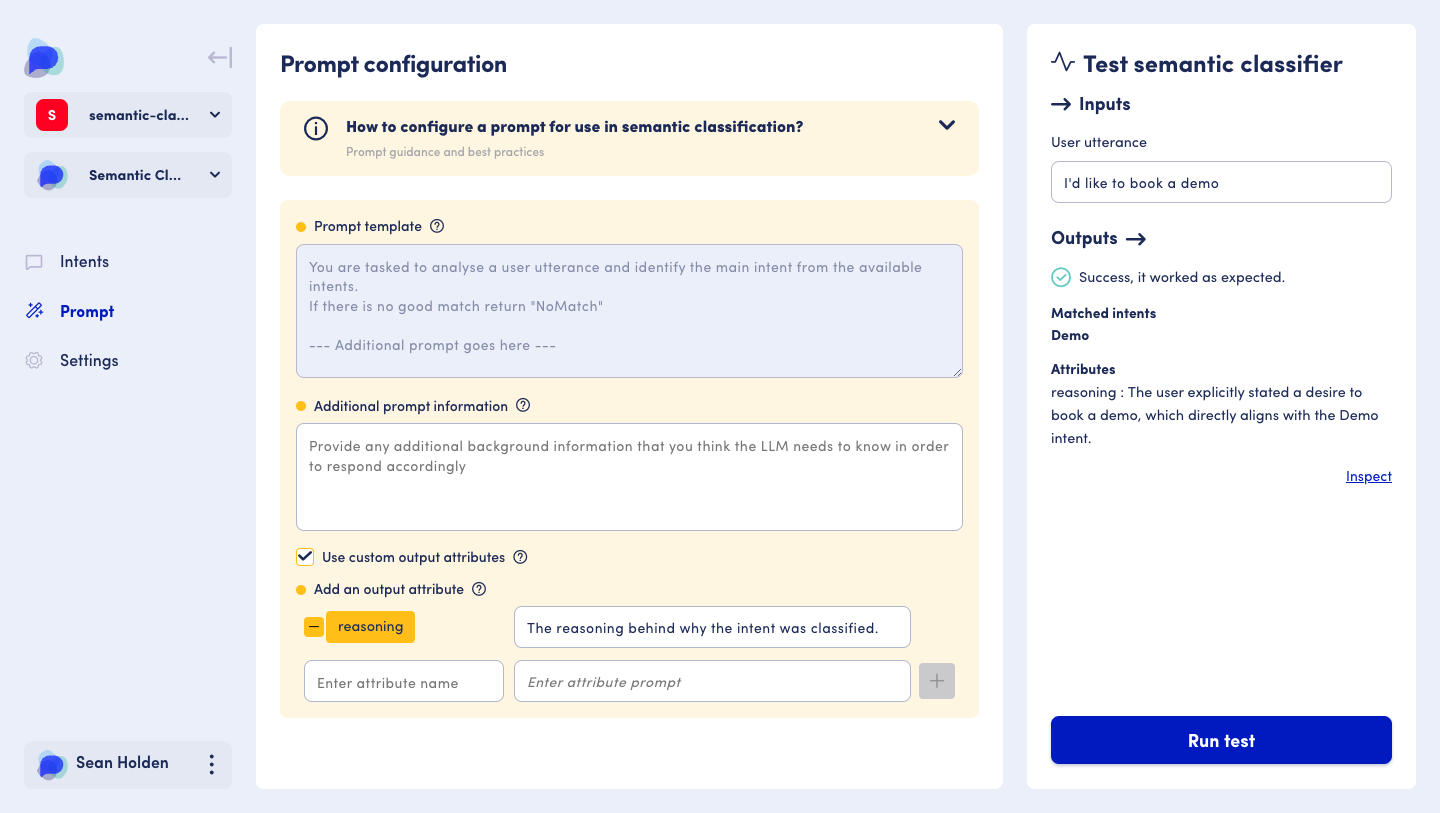 S
semantic-cla...
Semantic Cl...
Intents
Prompt
Settings
Sean Holden
Prompt configuration
How to configure a prompt for use in semantic classification?
Prompt guidance and best practices
Prompt template
You are tasked to analyse a user utterance and identify the main intent from the available
intents.
If there is no good match return "NoMatch"
--- Additional prompt goes here ---
Additional prompt information
Provide any additional background information that you think the LLM needs to know in order
to respond accordingly
Use custom output attributes
Add an output attribute
reasoning
The reasoning behind why the intent was classified.
Enter attribute name
Enter attribute prompt
Test semantic classifier
Inputs
User utterance
I'd like to book a demo
Outputs
Success, it worked as expected.
Matched intents
Demo
Attributes
reasoning : The user explicitly stated a desire to
book a demo, which directly aligns with the Demo
intent.
Inspect
Run test